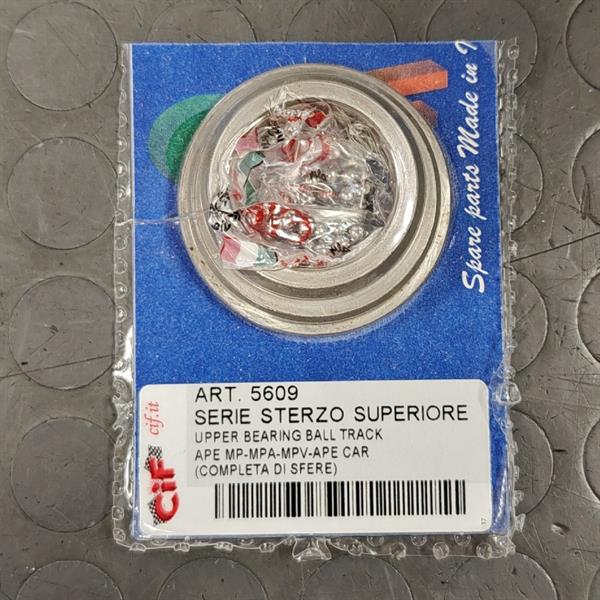 Spare parts Made in
ART. 5609
SERIE STERZO SUPERIORE
UPPER BEARING BALL TRACK
APE MP-MPA-MPV-APE CAR
(COMPLETA DI SFERE)
cif.it
cif